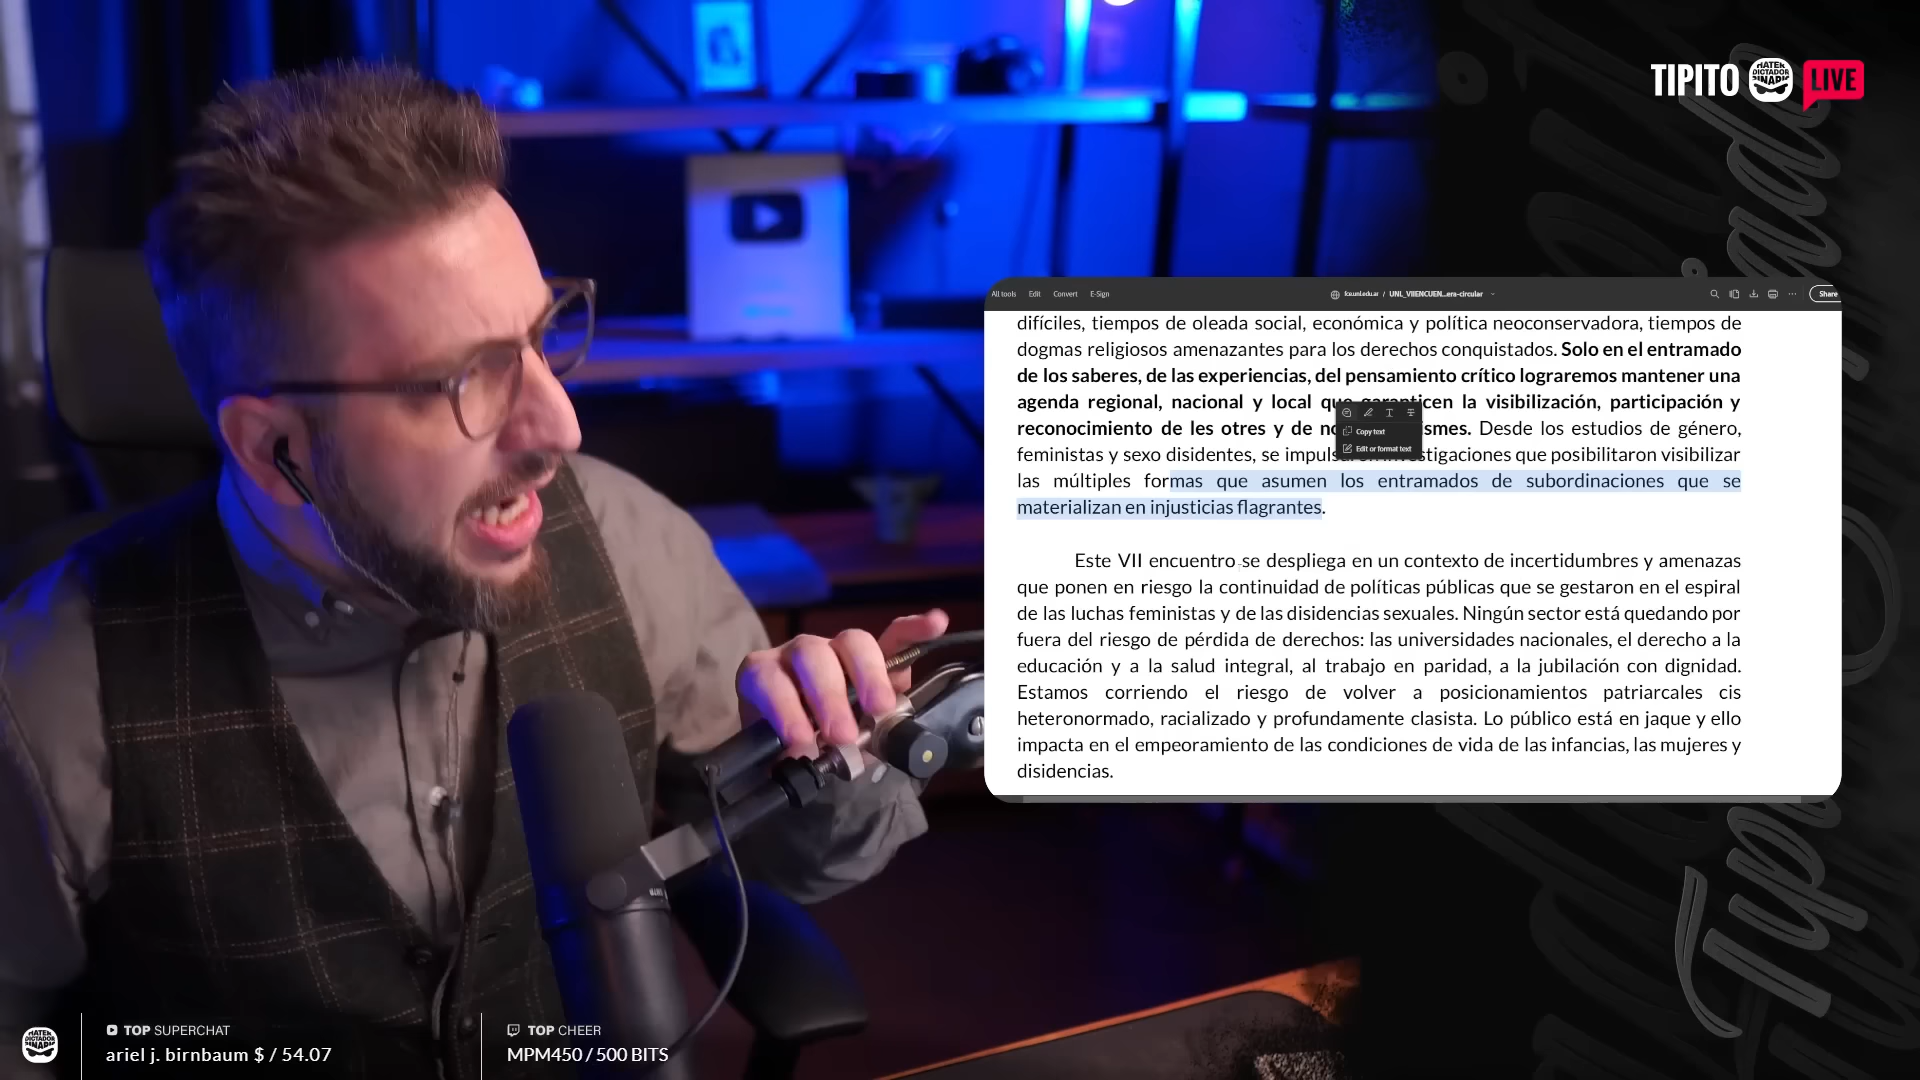 TIPITO LIVE
All tools Edit Convert E-Sign
fcv.unl.edu.ar / UNL_VIIENCUEN...era-circular
Share
difíciles, tiempos de oleada social, económica y política neoconservadora, tiempos de
dogmas religiosos amenazantes para los derechos conquistados. Solo en el entramado
de los saberes, de las experiencias, del pensamiento crítico lograremos mantener una
agenda regional, nacional y local que garanticen la visibilización, participación y
reconocimiento de les otres y de no ismes. Desde los estudios de género,
Copy text
Edit or format text
feministas y sexo disidentes, se impulsaron investigaciones que posibilitaron visibilizar
las múltiples formas que asumen los entramados de subordinaciones que se
materializan en injusticias flagrantes.
Este VII encuentro se despliega en un contexto de incertidumbres y amenazas
que ponen en riesgo la continuidad de políticas públicas que se gestaron en el espiral
de las luchas feministas y de las disidencias sexuales. Ningún sector está quedando por
fuera del riesgo de pérdida de derechos: las universidades nacionales, el derecho a la
educación y a la salud integral, al trabajo en paridad, a la jubilación con dignidad.
Estamos corriendo el riesgo de volver a posicionamientos patriarcales cis
heteronormado, racializado y profundamente clasista. Lo público está en jaque y ello
impacta en el empeoramiento de las condiciones de vida de las infancias, las mujeres y
disidencias.
TOP SUPERCHAT
ariel j. birnbaum $ / 54.07
TOP CHEER
MPM450 / 500 BITS